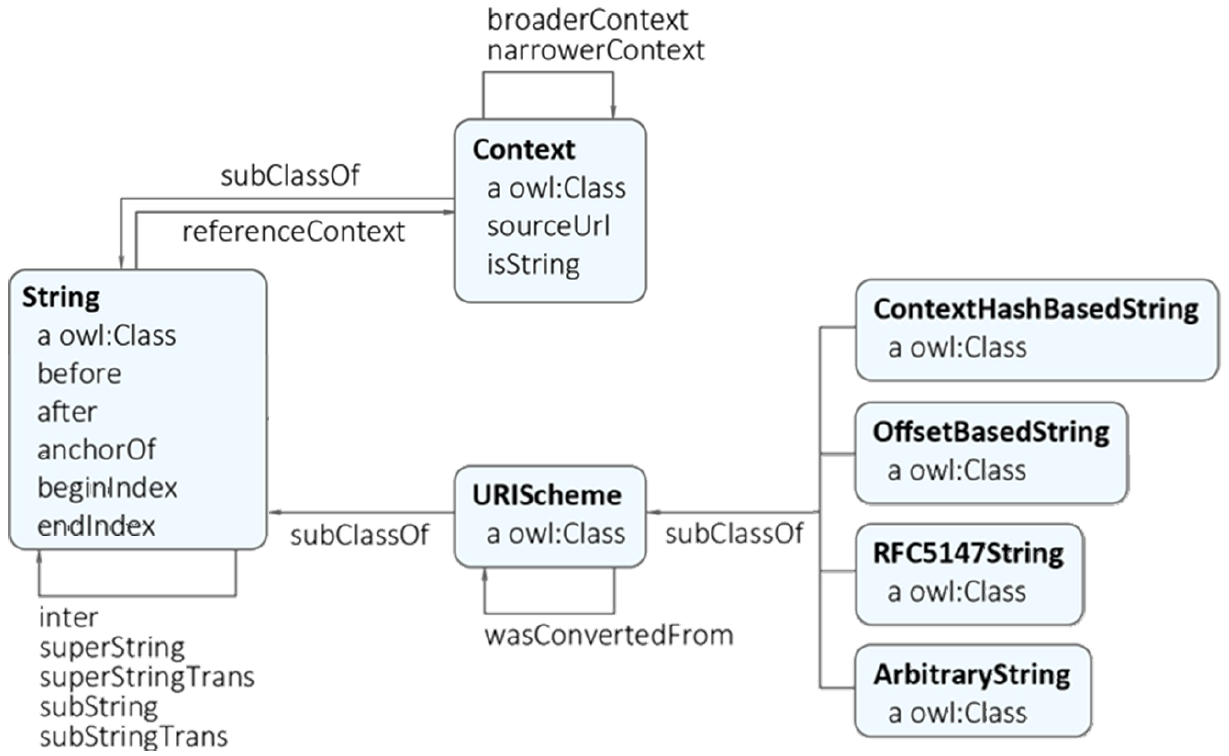 broaderContext
narrowerContext
Context
a owl:Class
sourceUrl
isString
subClassOf
referenceContext
String
a owl:Class
before
after
anchorOf
beginIndex
endIndex
inter
superString
superStringTrans
subString
subStringTrans
subClassOf
URIScheme
a owl:Class
wasConvertedFrom
subClassOf
ContextHashBasedString
a owl:Class
OffsetBasedString
a owl:Class
RFC5147String
a owl:Class
ArbitraryString
a owl:Class